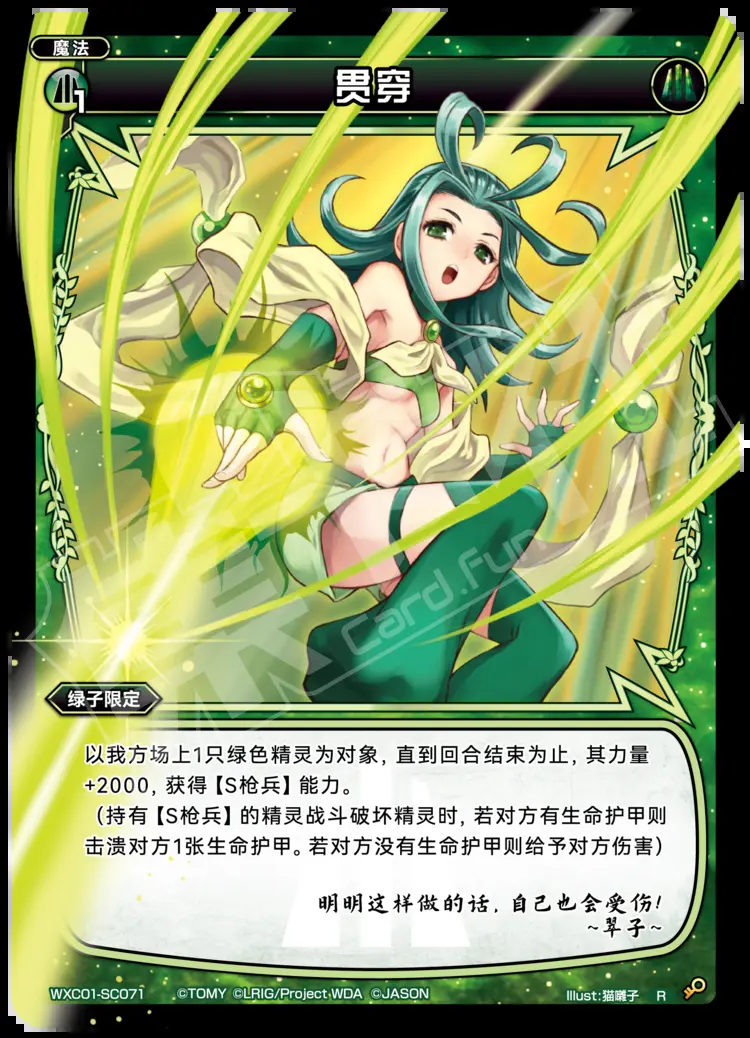 魔法
1
贯穿
Card.fun
绿子限定
以我方场上1只绿色精灵为对象，直到回合结束为止，其力量
+2000，获得【S枪兵】能力。
（持有【S枪兵】的精灵战斗破坏精灵时，若对方有生命护甲则
击溃对方1张生命护甲。若对方没有生命护甲则给予对方伤害）
明明这样做的话，自己也会受伤!
~翠子~
WXC01-SC071 ©TOMY ©LRIG/Project WDA ©JASON Illust:猫囃子 R